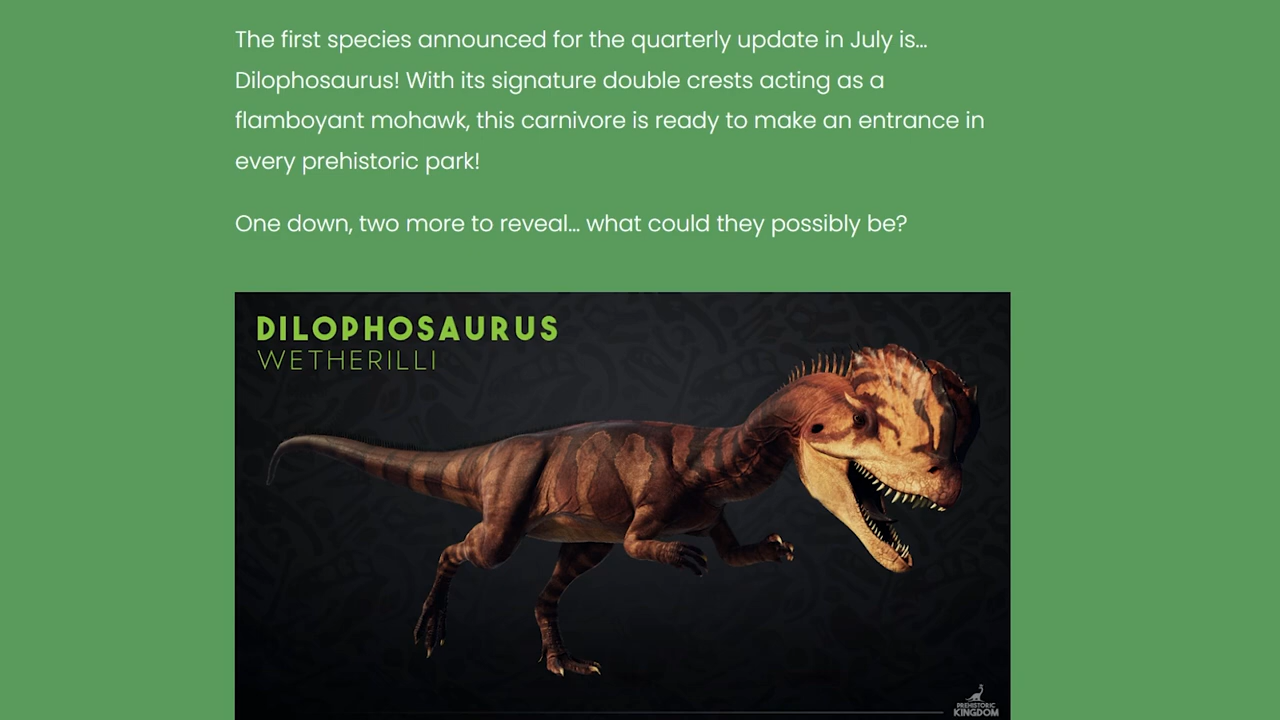 The first species announced for the quarterly update in July is...
Dilophosaurus! With its signature double crests acting as a
flamboyant mohawk, this carnivore is ready to make an entrance in
every prehistoric park!
One down, two more to reveal... what could they possibly be?
DILOPHOSAURUS
WETHERILLI
PREHISTORIC
KINGDOM